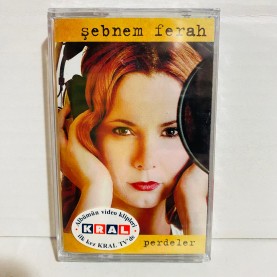 şebnem ferah
Albümün video klipleri
KRAL
ilk kez KRAL TV'de
perdeler